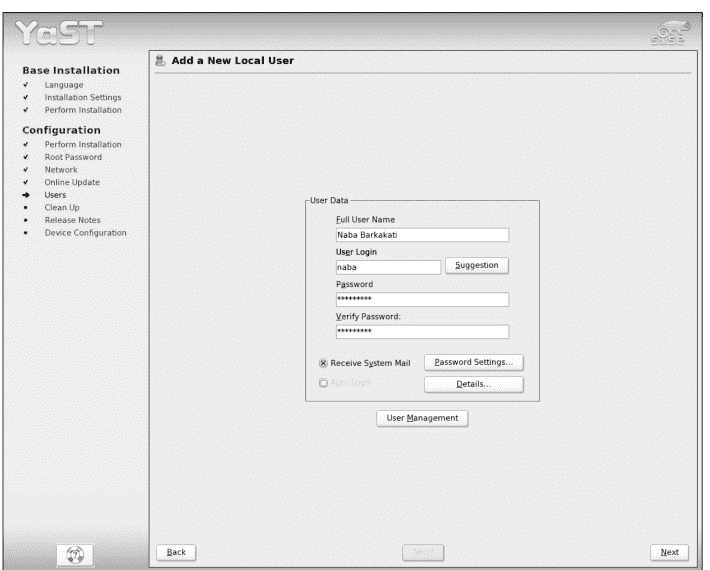 YaST
SUSE
Base Installation
✔ Language
✔ Installation Settings
✔ Perform Installation
Configuration
✔ Perform Installation
✔ Root Password
✔ Network
✔ Online Update
➔ Users
• Clean Up
• Release Notes
• Device Configuration
Add a New Local User
User Data
Full User Name
Naba Barkakati
User Login
naba
Suggestion
Password
*********
Verify Password:
*********
Receive System Mail
Password Settings...
Auto Login
Details...
User Management
Back
Abort
Next